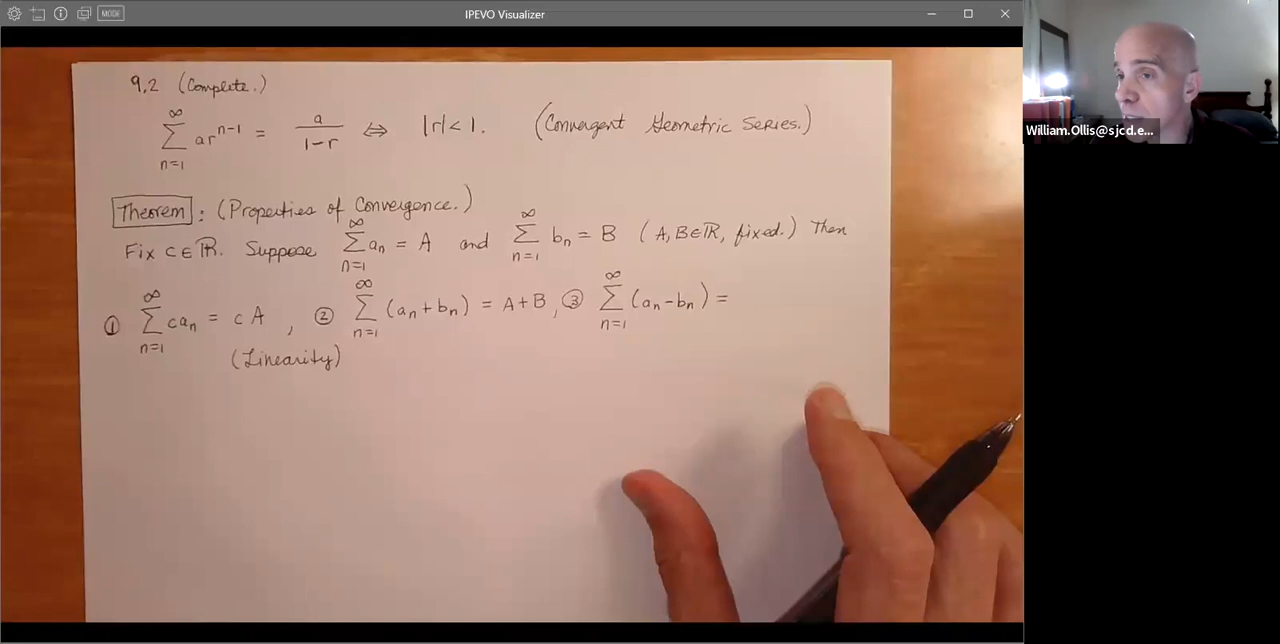 MODE
IPEVO Visualizer
9.2 (Complete.)
∑_{n=1}^{∞} ar^{n-1} = a/(1-r) ⇔ |r|< 1. (Convergent Geometric Series.)
Theorem: (Properties of Convergence.)
Fix c∈ℝ. Suppose ∑_{n=1}^{∞} a_n = A and ∑_{n=1}^{∞} b_n = B (A,B∈ℝ, fixed.) Then
① ∑_{n=1}^{∞} ca_n = cA , ② ∑_{n=1}^{∞} (a_n+b_n) = A+B, ③ ∑_{n=1}^{∞} (a_n-b_n) =
(Linearity)
William.Ollis@sjcd.e...